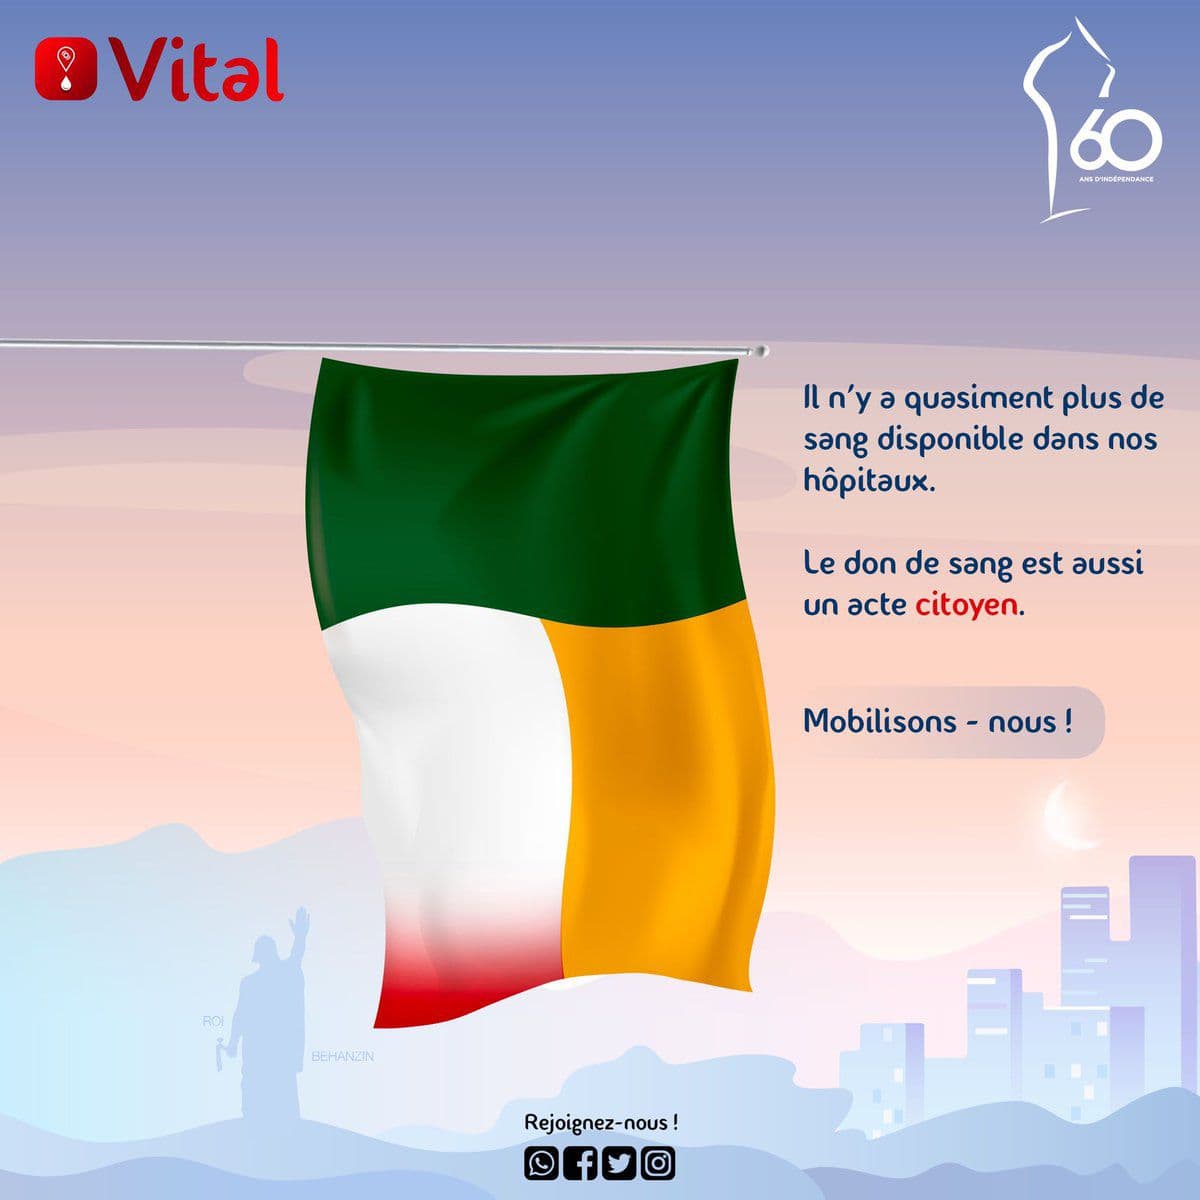 Vital
60
ANS D'INDÉPENDANCE
Il n'y a quasiment plus de
sang disponible dans nos
hôpitaux.
Le don de sang est aussi
un acte citoyen.
Mobilisons - nous !
ROI
BEHANZIN
Rejoignez-nous !